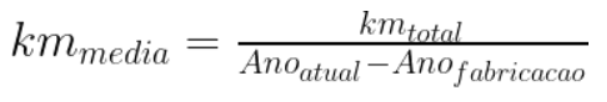 km_media = km_total / Ano_atual − Ano_fabricacao